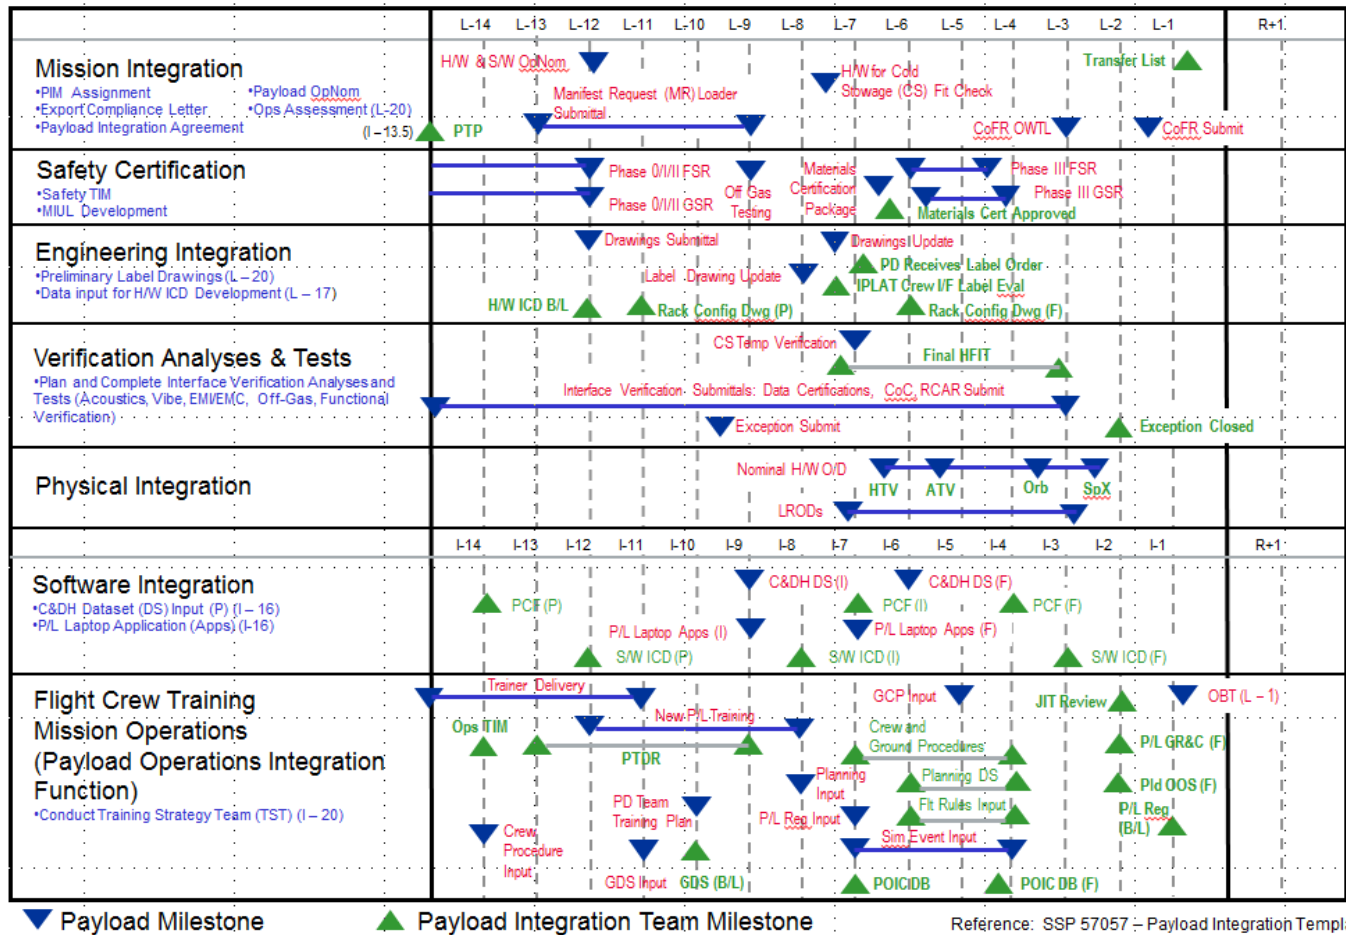 L-14 L-13 L-12 L-11 L-10 L-9 L-8 L-7 L-6 L-5 L-4 L-3 L-2 L-1 R+1
Mission Integration
•PIM Assignment
•Export Compliance Letter
•Payload Integration Agreement
•Payload OpNom
•Ops Assessment (L-20)
(I –13.5)
PTP
H/W & S/W OpNom
Manifest Request (MR) Loader
Submittal
H/W for Cold
Stowage (CS) Fit Check
Transfer List
CoFR OWTL
CoFR Submit
Safety Certification
•Safety TIM
•MIUL Development
Phase 0/I/II FSR
Phase 0/I/II GSR
Off Gas
Testing
Materials
Certification
Package
Phase III FSR
Phase III GSR
Materials Cert Approved
Engineering Integration
•Preliminary Label Drawings (L – 20)
•Data input for H/W ICD Development (L – 17)
Drawings Submittal
Drawings Update
Label Drawing Update
PD Receives Label Order
IPLAT Crew I/F Label Eval
H/W ICD B/L
Rack Config Dwg (P)
Rack Config Dwg (F)
Verification Analyses & Tests
•Plan and Complete Interface Verification Analyses and
Tests (Acoustics, Vibe, EMI/EMC, Off-Gas, Functional
Verification)
CS Temp Verification
Final HFIT
Interface Verification Submittals: Data Certifications, CoC, RCAR Submit
Exception Submit
Exception Closed
Physical Integration
Nominal H/W O/D
HTV ATV Orb SpX
LRODs
I-14 I-13 I-12 I-11 I-10 I-9 I-8 I-7 I-6 I-5 I-4 I-3 I-2 I-1 R+1
Software Integration
•C&DH Dataset (DS) Input (P) (I – 16)
•P/L Laptop Application (Apps) (I-16)
C&DH DS (I)
C&DH DS (F)
PCF (P)
PCF (I)
PCF (F)
P/L Laptop Apps (I)
P/L Laptop Apps (F)
S/W ICD (P)
S/W ICD (I)
S/W ICD (F)
Flight Crew Training
Mission Operations
(Payload Operations Integration
Function)
•Conduct Training Strategy Team (TST) (I – 20)
Trainer Delivery
GCP Input
JIT Review
OBT (L – 1)
Ops TIM
New P/L Training
PTDR
Crew and
Ground Procedures
P/L GR&C (F)
Planning
Input
Planning DS
Pld OOS (F)
PD Team
Training Plan
P/L Req Input
Flt Rules Input
P/L Req
(B/L)
Crew
Procedure
Input
Sim Event Input
GDS Input
GDS (B/L)
POIC DB
POIC DB (F)
Payload Milestone
Payload Integration Team Milestone
Reference: SSP 57057 – Payload Integration Templ